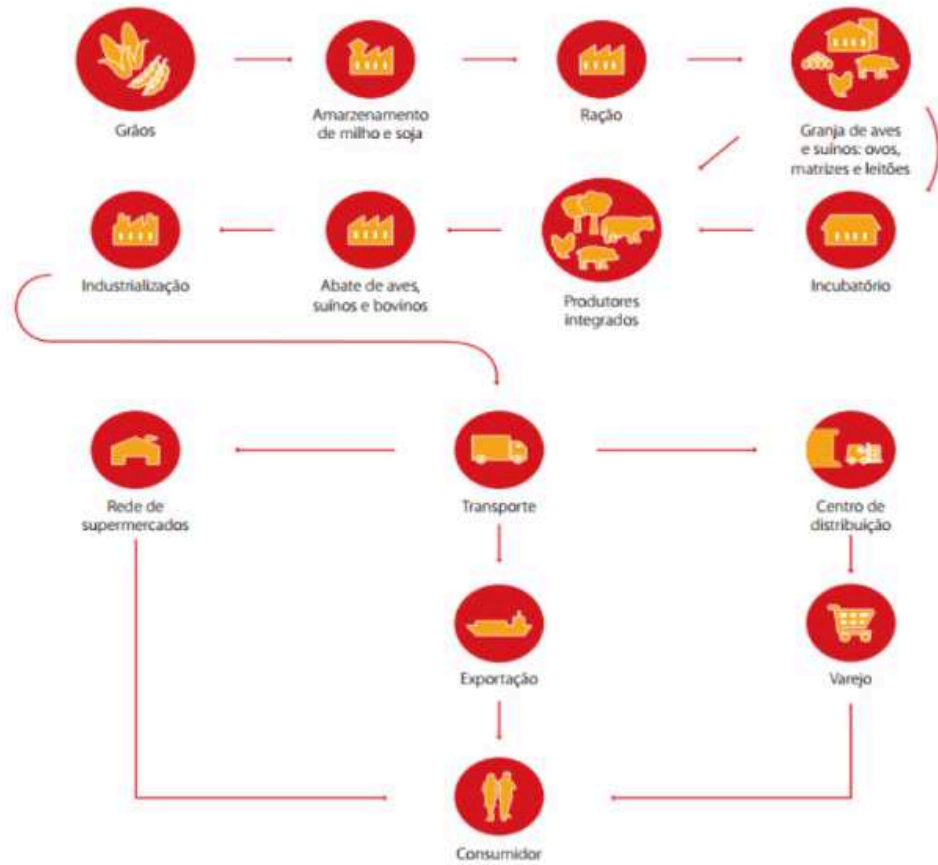 Grãos
Amarzenamento
de milho e soja
Ração
Granja de aves
e suínos: ovos,
matrizes e leitões
Industrialização
Abate de aves,
suínos e bovinos
Produtores
integrados
Incubatório
Rede de
supermercados
Transporte
Centro de
distribuição
Exportação
Varejo
Consumidor